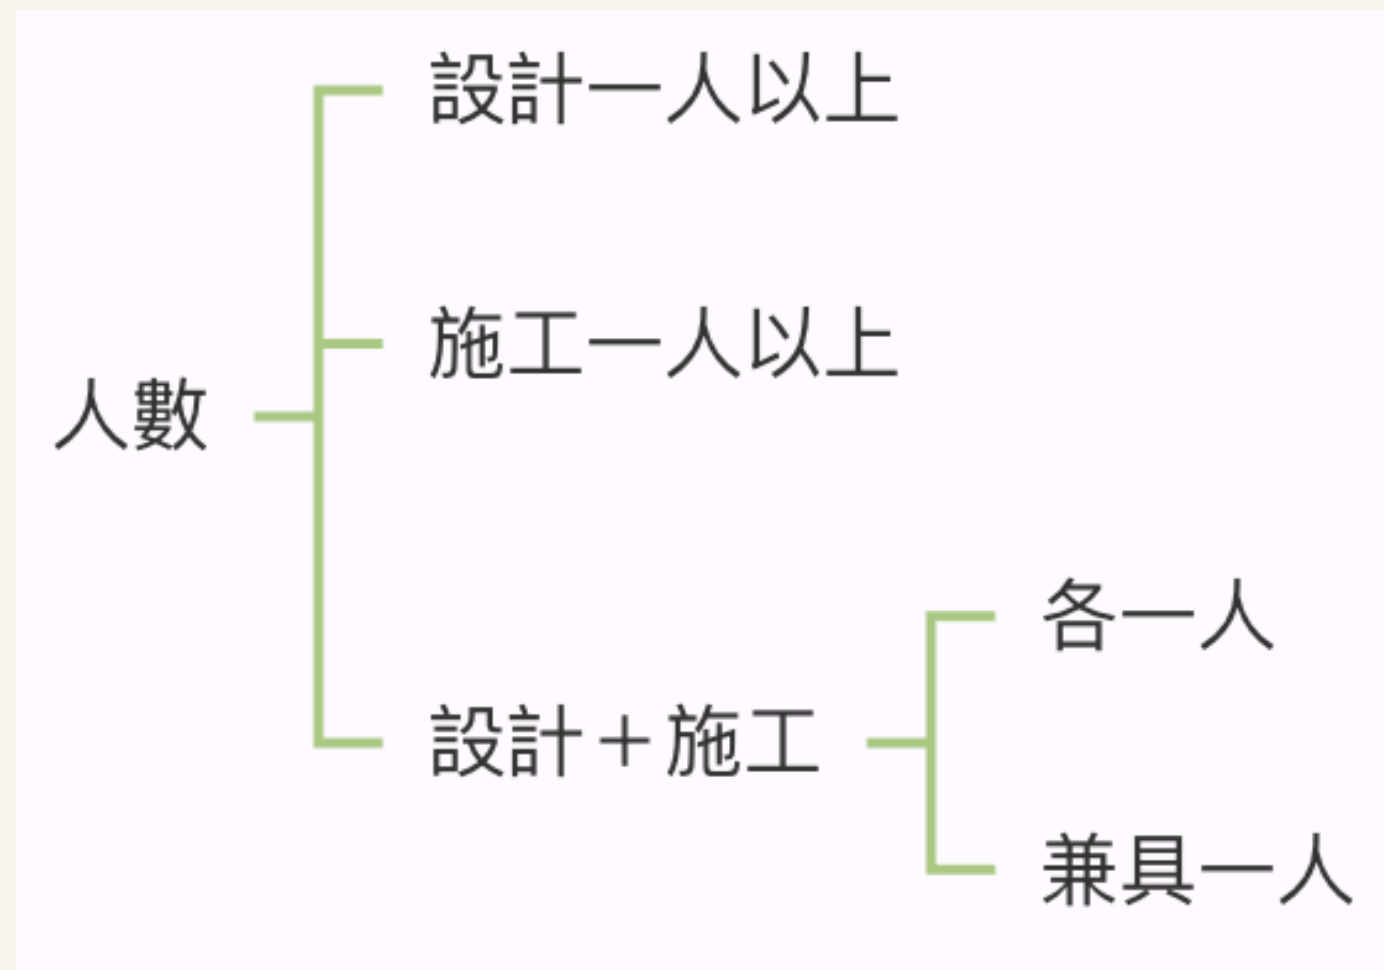 設計一人以上
施工一人以上
人數
各一人
設計＋施工
兼具一人